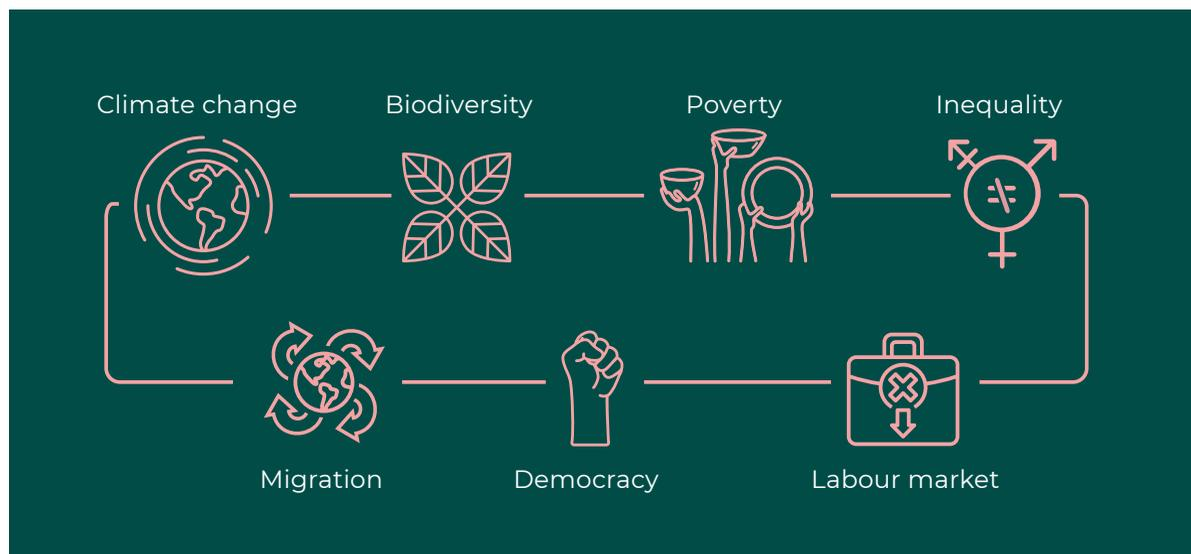 Climate change
Biodiversity
Poverty
Inequality
Migration
Democracy
Labour market